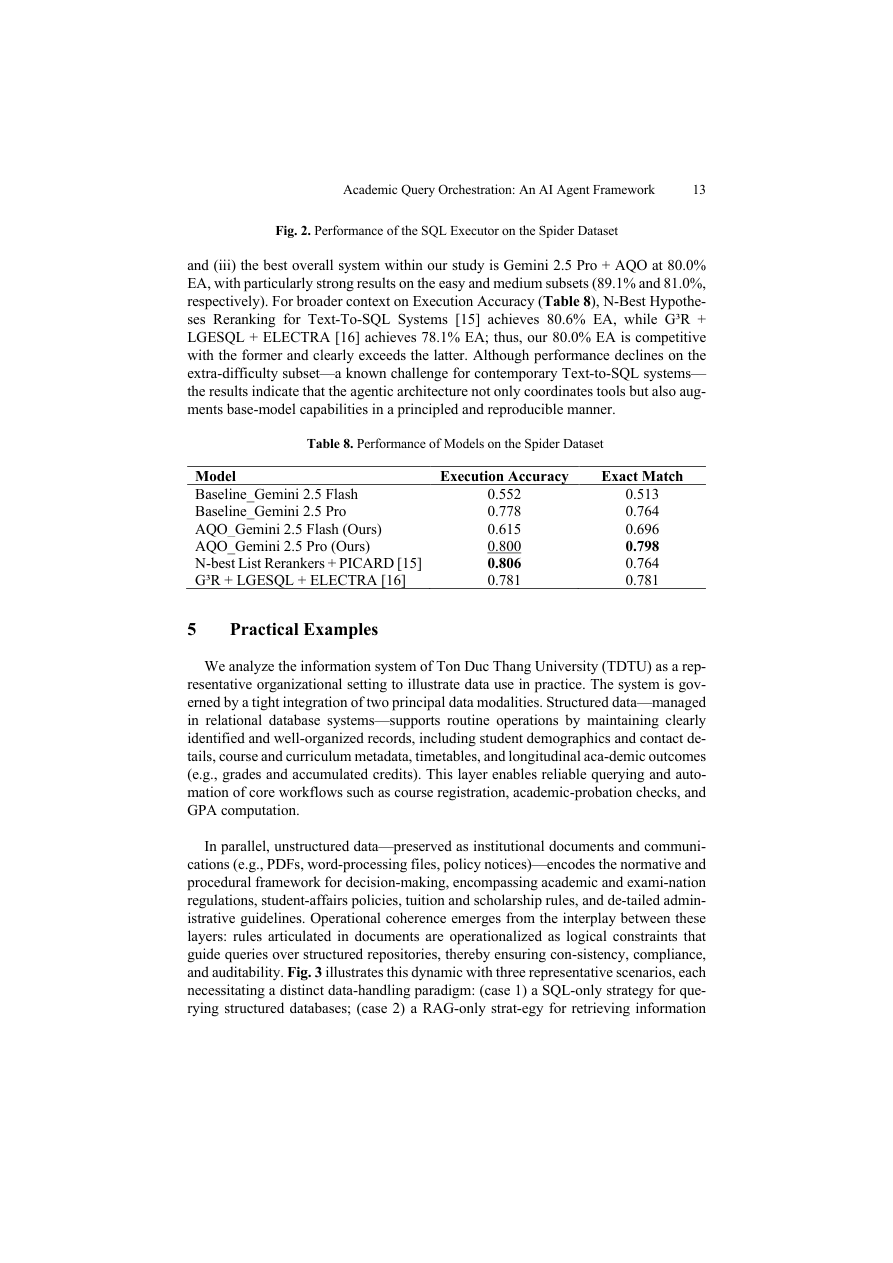 Academic Query Orchestration: An AI Agent Framework 13
Fig. 2. Performance of the SQL Executor on the Spider Dataset
and (iii) the best overall system within our study is Gemini 2.5 Pro + AQO at 80.0%
EA, with particularly strong results on the easy and medium subsets (89.1% and 81.0%,
respectively). For broader context on Execution Accuracy (Table 8), N-Best Hypothe-
ses Reranking for Text-To-SQL Systems [15] achieves 80.6% EA, while G³R +
LGESQL + ELECTRA [16] achieves 78.1% EA; thus, our 80.0% EA is competitive
with the former and clearly exceeds the latter. Although performance declines on the
extra-difficulty subset—a known challenge for contemporary Text-to-SQL systems—
the results indicate that the agentic architecture not only coordinates tools but also aug-
ments base-model capabilities in a principled and reproducible manner.
Table 8. Performance of Models on the Spider Dataset
Model Execution Accuracy Exact Match
Baseline_Gemini 2.5 Flash 0.552 0.513
Baseline_Gemini 2.5 Pro 0.778 0.764
AQO_Gemini 2.5 Flash (Ours) 0.615 0.696
AQO_Gemini 2.5 Pro (Ours) 0.800 0.798
N-best List Rerankers + PICARD [15] 0.806 0.764
G³R + LGESQL + ELECTRA [16] 0.781 0.781
5 Practical Examples
We analyze the information system of Ton Duc Thang University (TDTU) as a rep-
resentative organizational setting to illustrate data use in practice. The system is gov-
erned by a tight integration of two principal data modalities. Structured data—managed
in relational database systems—supports routine operations by maintaining clearly
identified and well-organized records, including student demographics and contact de-
tails, course and curriculum metadata, timetables, and longitudinal aca-demic outcomes
(e.g., grades and accumulated credits). This layer enables reliable querying and auto-
mation of core workflows such as course registration, academic-probation checks, and
GPA computation.
In parallel, unstructured data—preserved as institutional documents and communi-
cations (e.g., PDFs, word-processing files, policy notices)—encodes the normative and
procedural framework for decision-making, encompassing academic and exami-nation
regulations, student-affairs policies, tuition and scholarship rules, and de-tailed admin-
istrative guidelines. Operational coherence emerges from the interplay between these
layers: rules articulated in documents are operationalized as logical constraints that
guide queries over structured repositories, thereby ensuring con-sistency, compliance,
and auditability. Fig. 3 illustrates this dynamic with three representative scenarios, each
necessitating a distinct data-handling paradigm: (case 1) a SQL-only strategy for que-
rying structured databases; (case 2) a RAG-only strat-egy for retrieving information